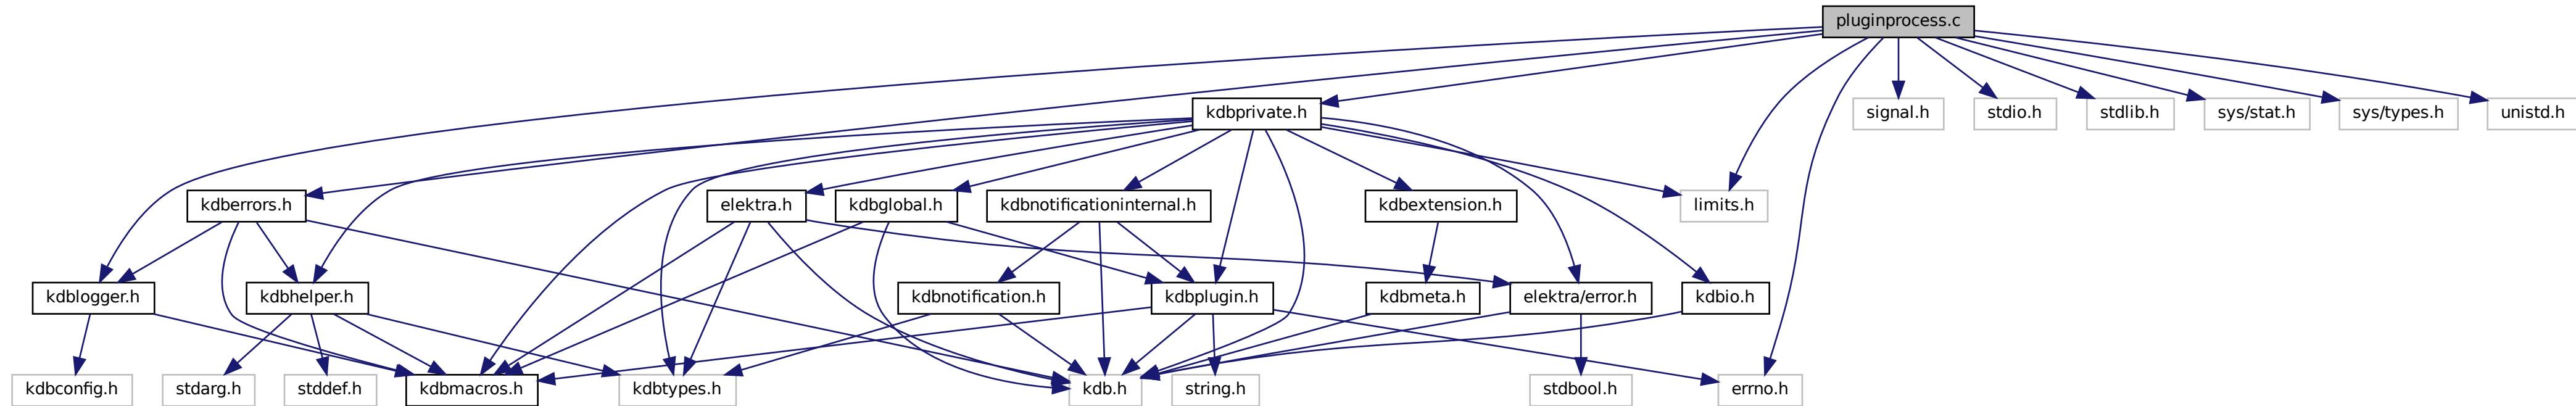 pluginprocess.c
kdbprivate.h
signal.h
stdio.h
stdlib.h
sys/stat.h
sys/types.h
unistd.h
kdberrors.h
elektra.h
kdbglobal.h
kdbnotificationinternal.h
kdbextension.h
limits.h
kdblogger.h
kdbhelper.h
kdbnotification.h
kdbplugin.h
kdbmeta.h
elektra/error.h
kdbio.h
kdbconfig.h
stdarg.h
stddef.h
kdbmacros.h
kdbtypes.h
kdb.h
string.h
stdbool.h
errno.h